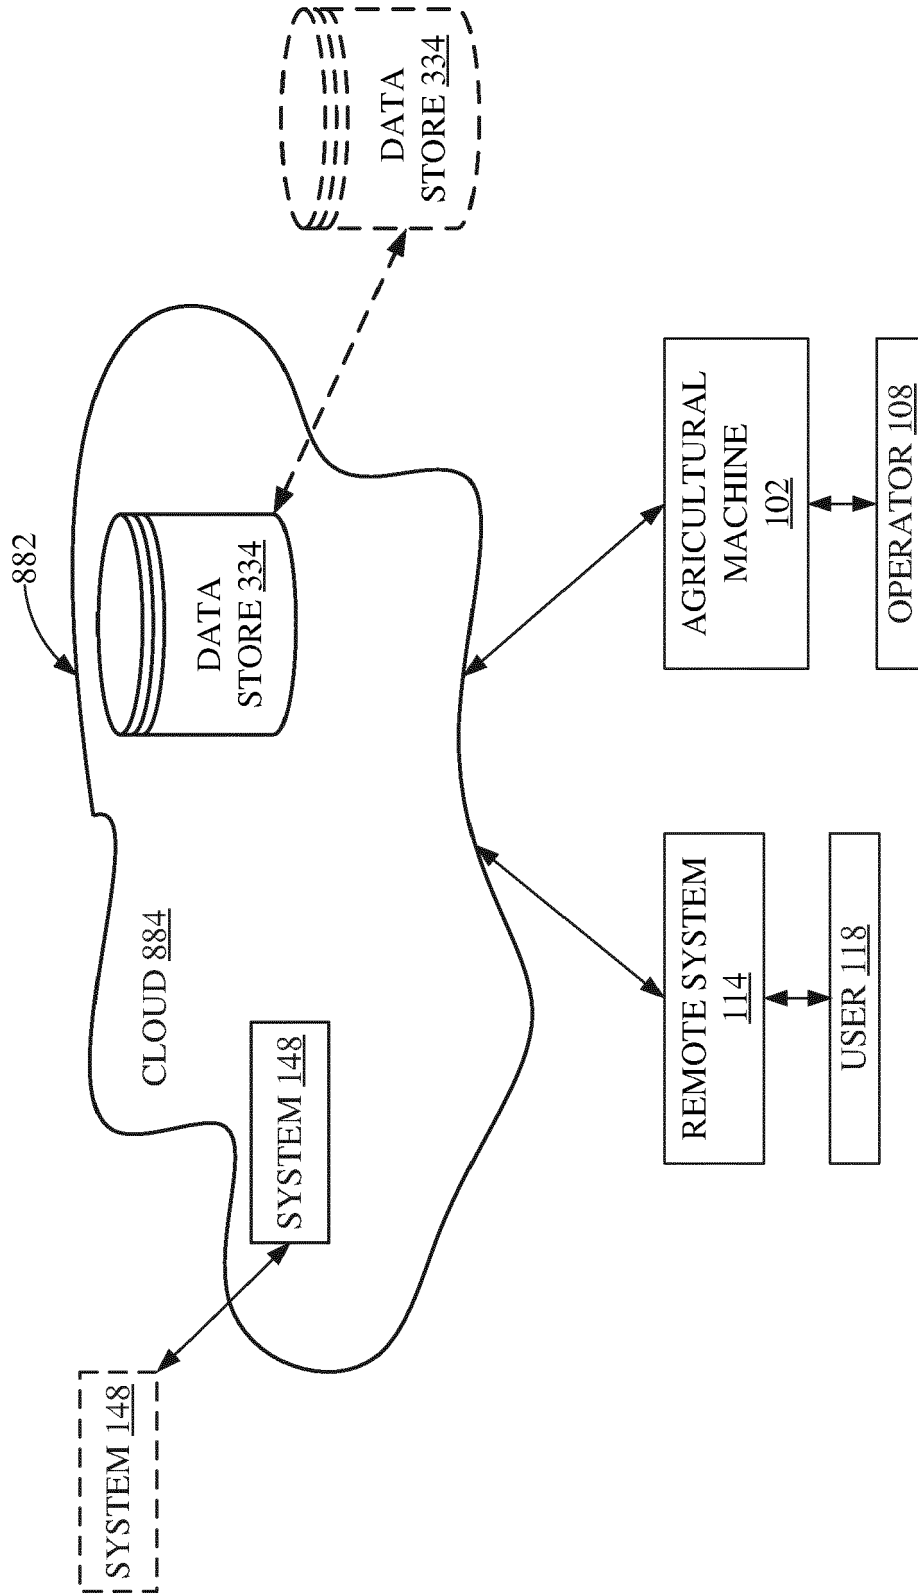 882
SYSTEM 148
CLOUD 884
SYSTEM 148
DATA
STORE 334
DATA
STORE 334
REMOTE SYSTEM
114
USER 118
AGRICULTURAL
MACHINE
102
OPERATOR 108